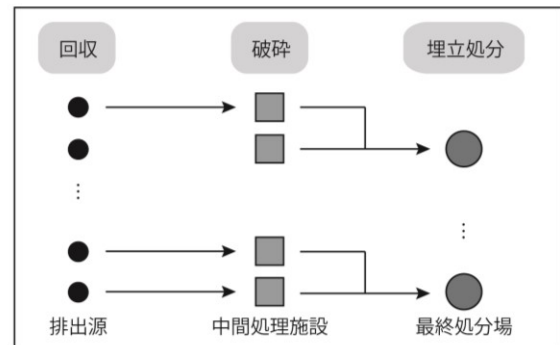 回収
破砕
埋立処分
排出源
中間処理施設
最終処分場